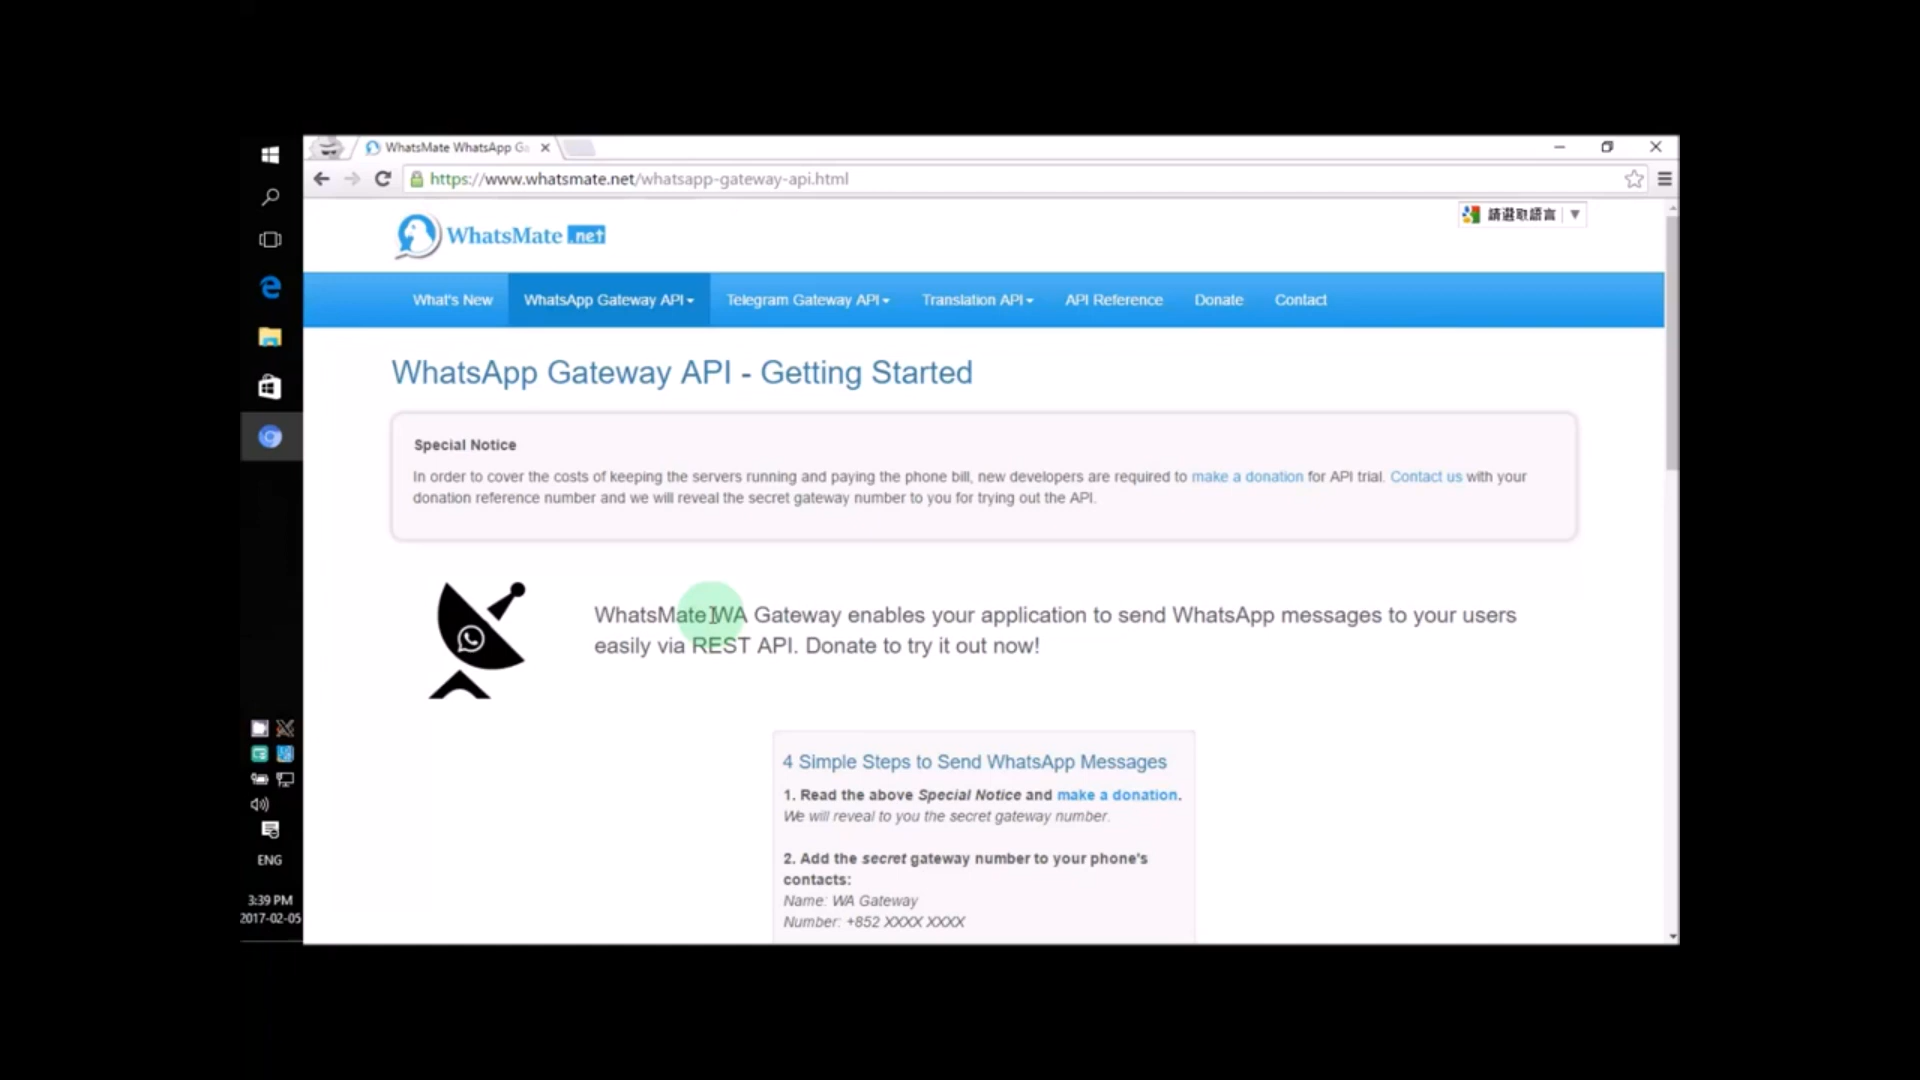 WhatsMate WhatsApp Ga
https://www.whatsmate.net/whatsapp-gateway-api.html
請選取語言
WhatsMate .net
What's New WhatsApp Gateway API Telegram Gateway API Translation API API Reference Donate Contact
WhatsApp Gateway API - Getting Started
Special Notice
In order to cover the costs of keeping the servers running and paying the phone bill, new developers are required to make a donation for API trial. Contact us with your
donation reference number and we will reveal the secret gateway number to you for trying out the API.
WhatsMate WA Gateway enables your application to send WhatsApp messages to your users
easily via REST API. Donate to try it out now!
4 Simple Steps to Send WhatsApp Messages
1. Read the above Special Notice and make a donation.
We will reveal to you the secret gateway number.
2. Add the secret gateway number to your phone's
contacts:
Name: WA Gateway
Number: +852 XXXX XXXX
ENG
3:39 PM
2017-02-05